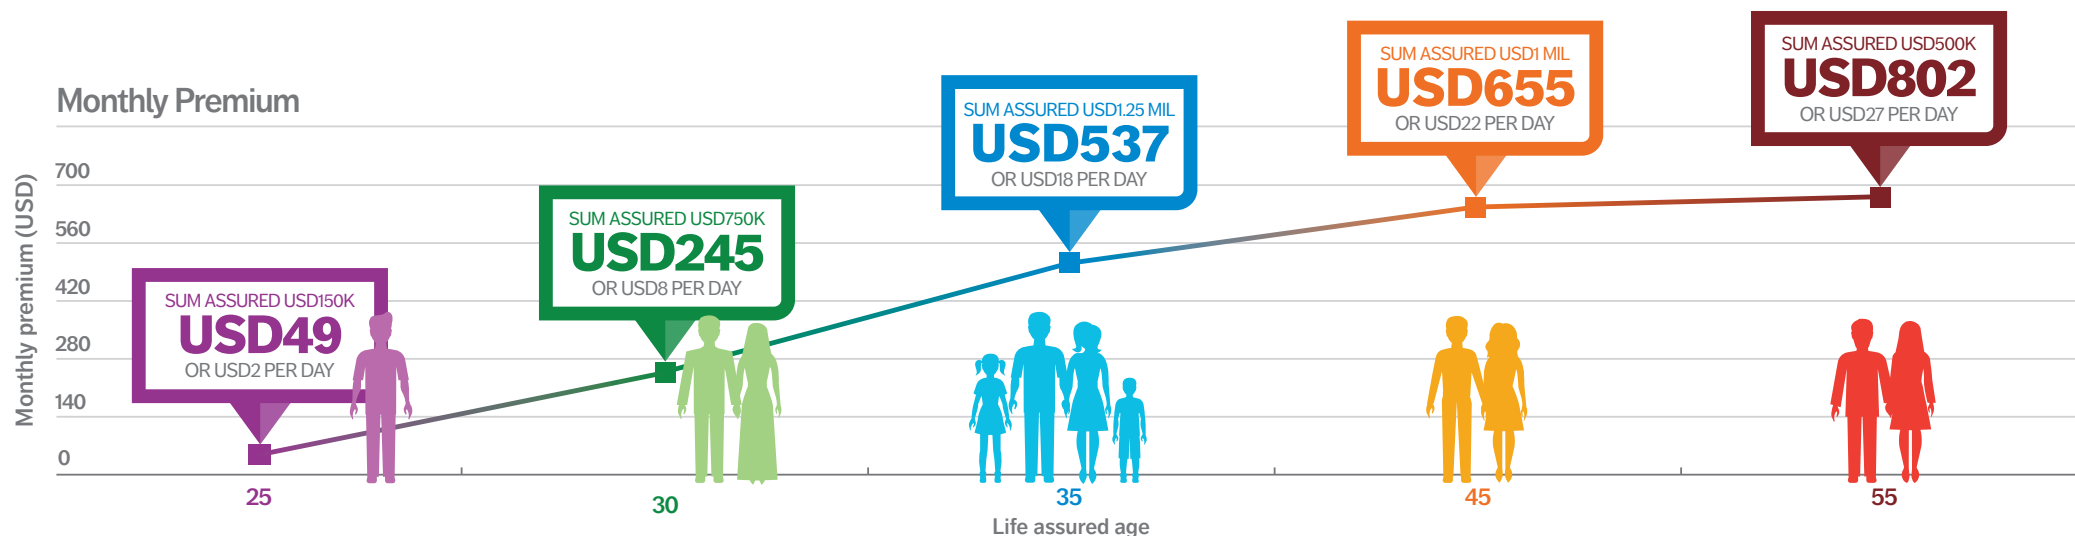 Monthly Premium
Monthly premium (USD)
700
560
420
280
140
0
SUM ASSURED USD150K
USD49
OR USD2 PER DAY
SUM ASSURED USD750K
USD245
OR USD8 PER DAY
SUM ASSURED USD1.25 MIL
USD537
OR USD18 PER DAY
SUM ASSURED USD1 MIL
USD655
OR USD22 PER DAY
SUM ASSURED USD500K
USD802
OR USD27 PER DAY
25
30
35
45
55
Life assured age